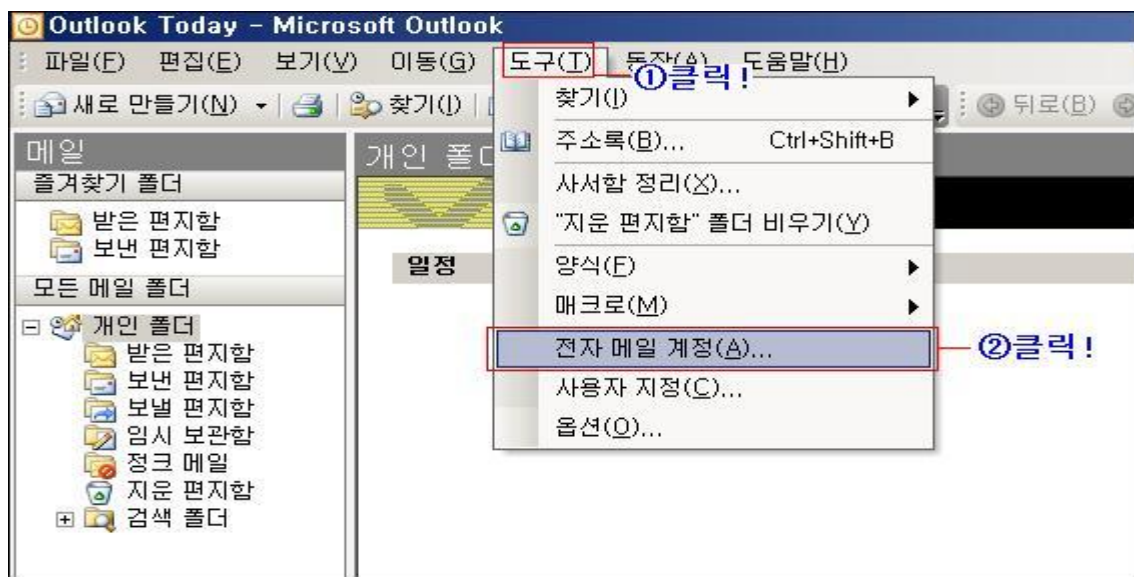 Outlook Today - Microsoft Outlook
파일(F) 편집(E) 보기(V) 이동(G) 도구(T) 동작(A) 도움말(H)
①클릭!
새로 만들기(N) 찾기(I) 뒤로(B)
찾기(I)
주소록(B)... Ctrl+Shift+B
사서함 정리(X)...
"지운 편지함" 폴더 비우기(Y)
양식(F)
매크로(M)
전자 메일 계정(A)...
②클릭!
사용자 지정(C)...
옵션(O)...
메일
즐겨찾기 폴더
받은 편지함
보낸 편지함
모든 메일 폴더
개인 폴더
받은 편지함
보낸 편지함
보낼 편지함
임시 보관함
정크 메일
지운 편지함
검색 폴더
개인
일정